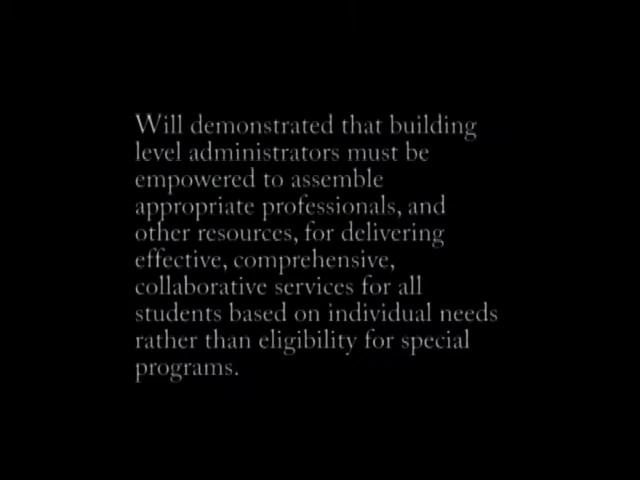 Will demonstrated that building
level administrators must be
empowered to assemble
appropriate professionals, and
other resources, for delivering
effective, comprehensive,
collaborative services for all
students based on individual needs
rather than eligibility for special
programs.